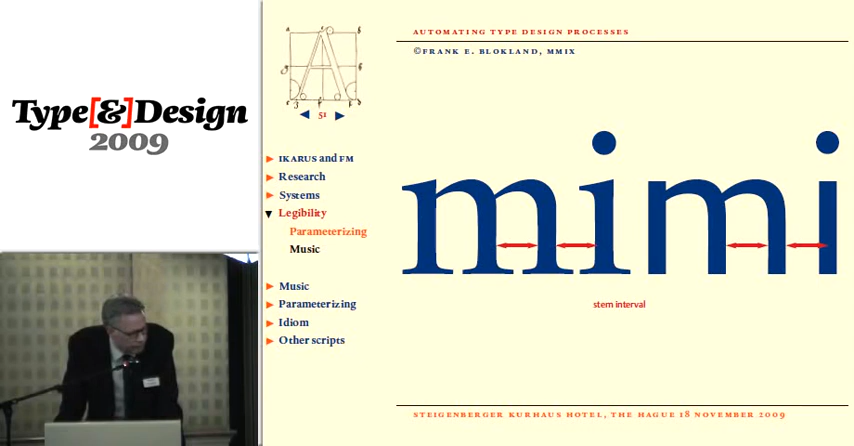 Type[&]Design
2009
AUTOMATING TYPE DESIGN PROCESSES
©FRANK E. BLOKLAND, MMIX
51
IKARUS and FM
Research
Systems
Legibility
Parameterizing
Music
Music
Parameterizing
Idiom
Other scripts
mimi
stem interval
STEIGENBERGER KURHAUS HOTEL, THE HAGUE 18 NOVEMBER 2009